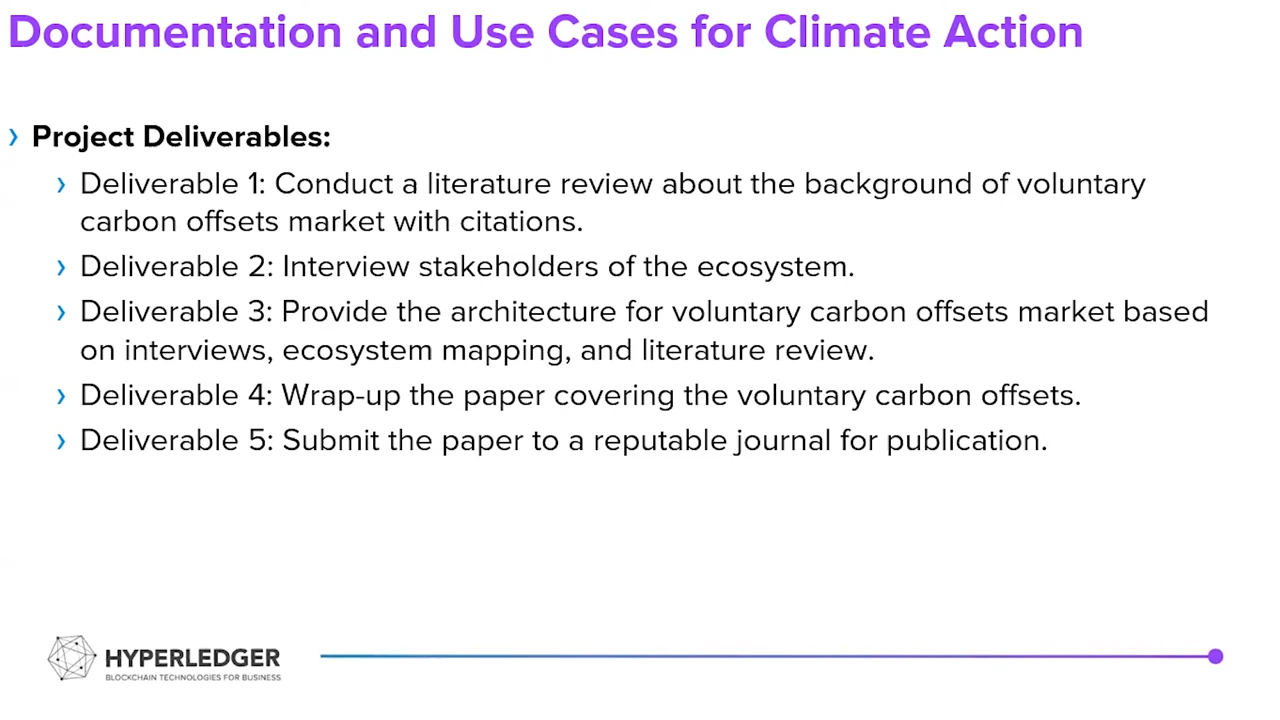 Documentation and Use Cases for Climate Action
› Project Deliverables:
› Deliverable 1: Conduct a literature review about the background of voluntary
carbon offsets market with citations.
› Deliverable 2: Interview stakeholders of the ecosystem.
› Deliverable 3: Provide the architecture for voluntary carbon offsets market based
on interviews, ecosystem mapping, and literature review.
› Deliverable 4: Wrap-up the paper covering the voluntary carbon offsets.
› Deliverable 5: Submit the paper to a reputable journal for publication.
HYPERLEDGER
BLOCKCHAIN TECHNOLOGIES FOR BUSINESS